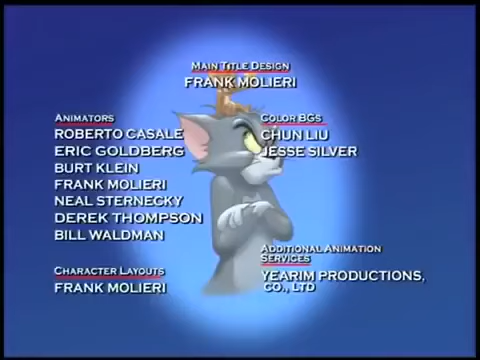 MAIN TITLE DESIGN
FRANK MOLIERI
ANIMATORS
ROBERTO CASALE
ERIC GOLDBERG
BURT KLEIN
FRANK MOLIERI
NEAL STERNECKY
DEREK THOMPSON
BILL WALDMAN
CHARACTER LAYOUTS
FRANK MOLIERI
COLOR BGS
CHUN LIU
JESSE SILVER
ADDITIONAL ANIMATION
SERVICES
YEARIM PRODUCTIONS,
CO., LTD